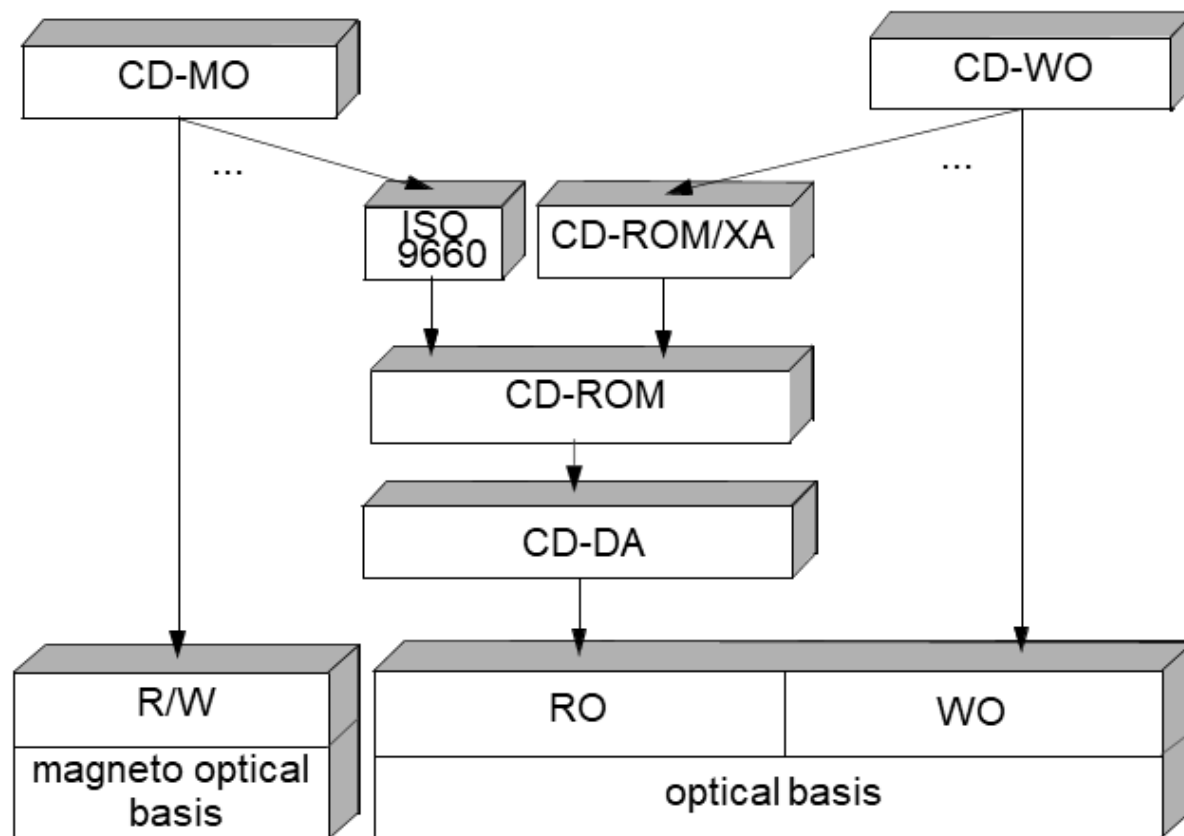 CD-MO
CD-WO
...
...
ISO
9660
CD-ROM/XA
CD-ROM
CD-DA
R/W
RO
WO
magneto optical
basis
optical basis